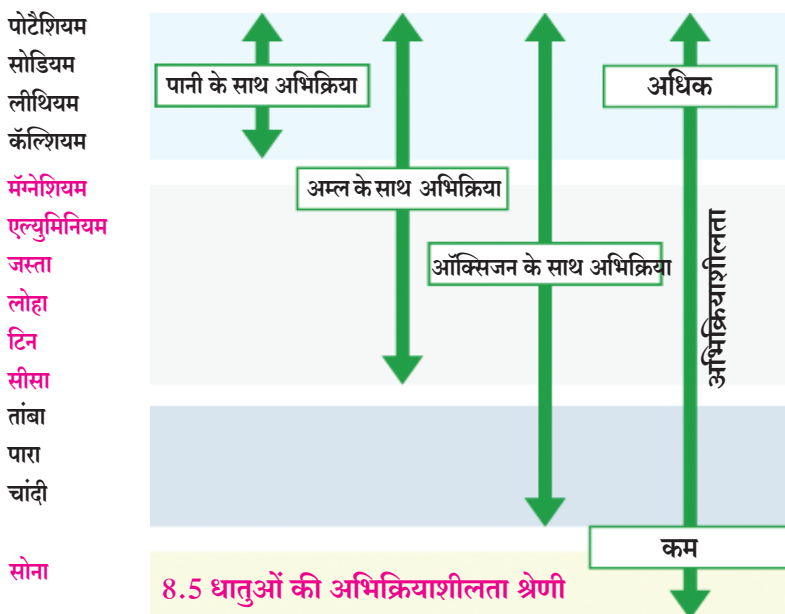 पोटैशियम
सोडियम
लीथियम
कॅल्शियम
मॅग्नेशियम
एल्युमिनियम
जस्ता
लोहा
टिन
सीसा
तांबा
पारा
चांदी
सोना
पानी के साथ अभिक्रिया
अम्ल के साथ अभिक्रिया
ऑक्सिजन के साथ अभिक्रिया
अधिक
अभिक्रियाशीलता
कम
8.5 धातुओं की अभिक्रियाशीलता श्रेणी